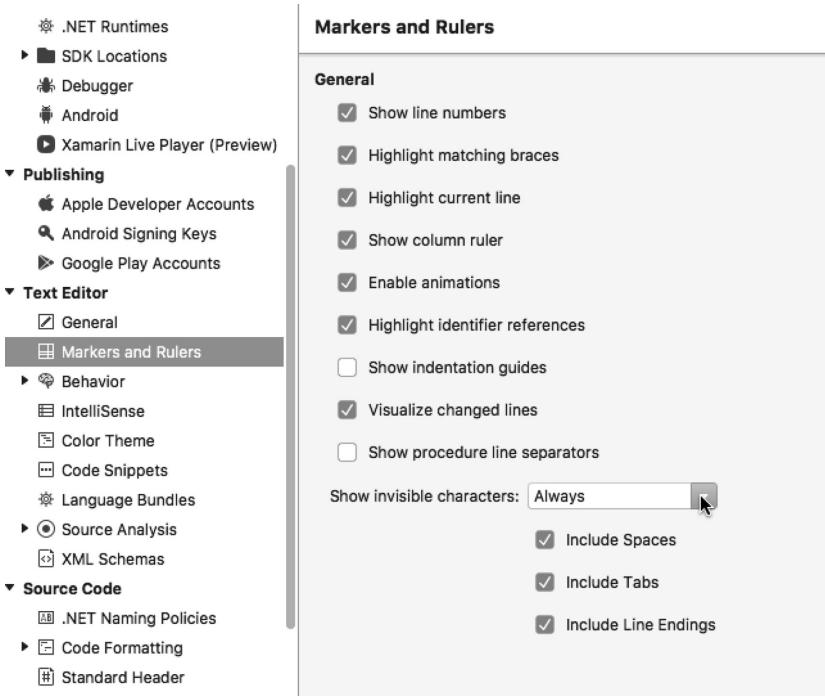 .NET Runtimes
SDK Locations
Debugger
Android
Xamarin Live Player (Preview)
Publishing
Apple Developer Accounts
Android Signing Keys
Google Play Accounts
Text Editor
General
Markers and Rulers
Behavior
IntelliSense
Color Theme
Code Snippets
Language Bundles
Source Analysis
XML Schemas
Source Code
.NET Naming Policies
Code Formatting
Standard Header
Markers and Rulers
General
Show line numbers
Highlight matching braces
Highlight current line
Show column ruler
Enable animations
Highlight identifier references
Show indentation guides
Visualize changed lines
Show procedure line separators
Show invisible characters: Always
Include Spaces
Include Tabs
Include Line Endings